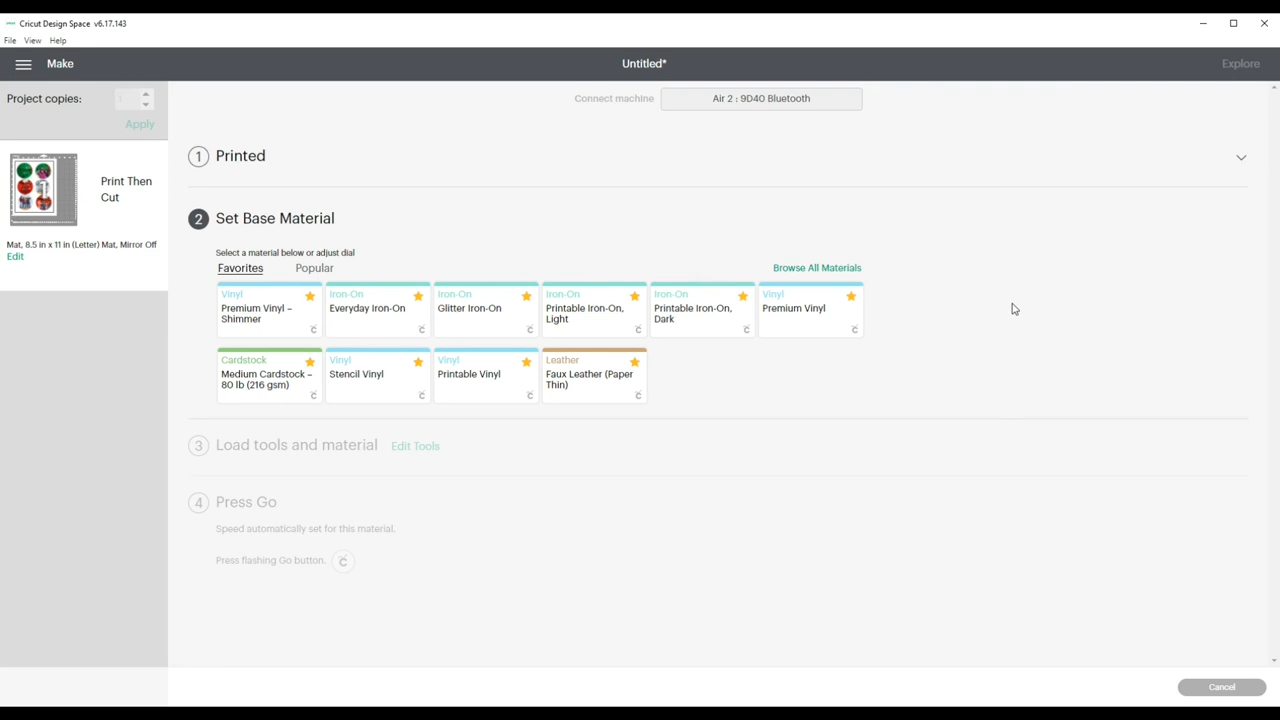 Cricut Design Space v6.17.143
File View Help
Make
Untitled*
Explore
Project copies:
1
Apply
Connect machine
Air 2 : 9D40 Bluetooth
Print Then
Cut
Mat, 8.5 in x 11 in (Letter) Mat, Mirror Off
Edit
1 Printed
2 Set Base Material
Select a material below or adjust dial
Favorites Popular
Browse All Materials
Vinyl
Premium Vinyl –
Shimmer
Iron-On
Everyday Iron-On
Iron-On
Glitter Iron-On
Iron-On
Printable Iron-On,
Light
Iron-On
Printable Iron-On,
Dark
Vinyl
Premium Vinyl
Cardstock
Medium Cardstock –
80 lb (216 gsm)
Vinyl
Stencil Vinyl
Vinyl
Printable Vinyl
Leather
Faux Leather (Paper
Thin)
3 Load tools and material Edit Tools
4 Press Go
Speed automatically set for this material.
Press flashing Go button.
Cancel